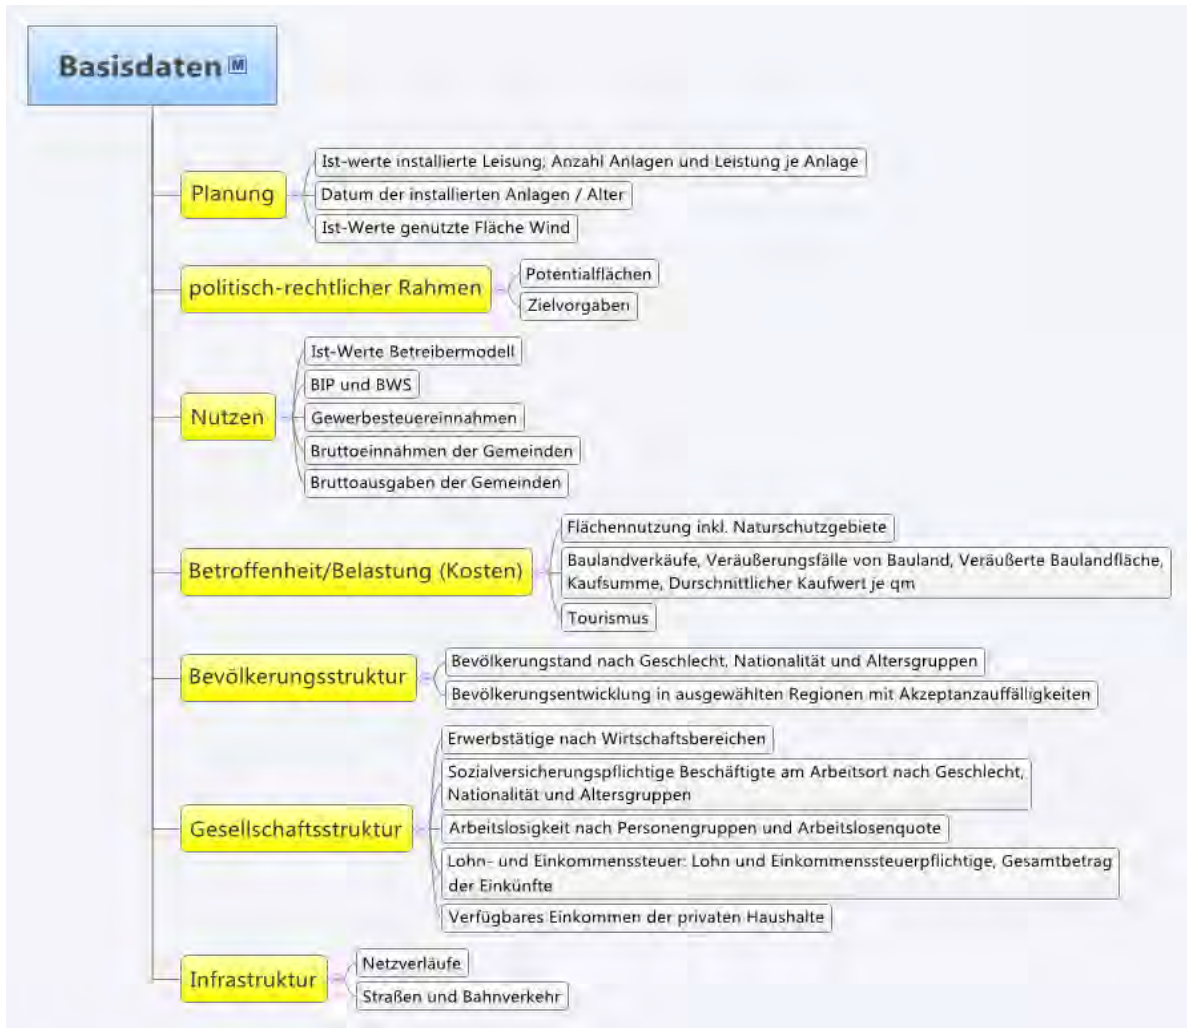 Basisdaten M
Planung
Ist-werte installierte Leisung; Anzahl Anlagen und Leistung je Anlage
Datum der installierten Anlagen / Alter
Ist-Werte genutzte Fläche Wind
politisch-rechtlicher Rahmen
Potentialflächen
Zielvorgaben
Nutzen
Ist-Werte Betreibermodell
BIP und BWS
Gewerbesteuereinnahmen
Bruttoeinnahmen der Gemeinden
Bruttoausgaben der Gemeinden
Betroffenheit/Belastung (Kosten)
Flächennutzung inkl. Naturschutzgebiete
Baulandverkäufe, Veräußerungsfälle von Bauland, Veräußerte Baulandfläche,
Kaufsumme, Durschnittlicher Kaufwert je qm
Tourismus
Bevölkerungsstruktur
Bevölkerungstand nach Geschlecht, Nationalität und Altersgruppen
Bevölkerungsentwicklung in ausgewählten Regionen mit Akzeptanzauffälligkeiten
Gesellschaftsstruktur
Erwerbstätige nach Wirtschaftsbereichen
Sozialversicherungspflichtige Beschäftigte am Arbeitsort nach Geschlecht,
Nationalität und Altersgruppen
Arbeitslosigkeit nach Personengruppen und Arbeitslosenquote
Lohn- und Einkommenssteuer: Lohn und Einkommenssteuerpflichtige, Gesamtbetrag
der Einkünfte
Verfügbares Einkommen der privaten Haushalte
Infrastruktur
Netzverläufe
Straßen und Bahnverkehr